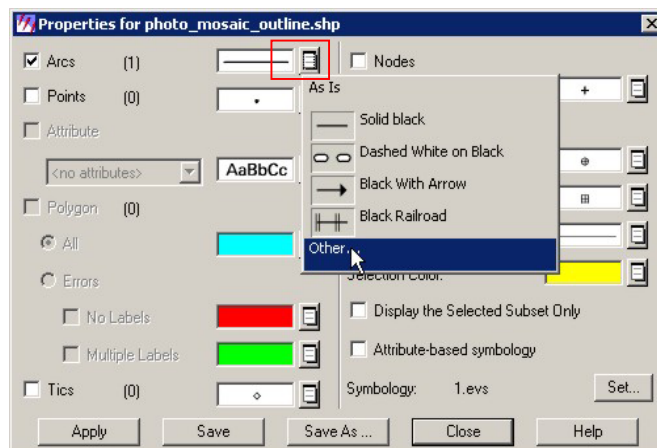 Properties for photo_mosaic_outline.shp
Arcs (1)
Nodes
As Is
Points (0)
Solid black
Attribute
Dashed White on Black
<no attributes> AaBbCc
Black With Arrow
Polygon (0)
Black Railroad
All
Other...
Selection Color:
Errors
No Labels
Display the Selected Subset Only
Multiple Labels
Attribute-based symbology
Tics (0)
Symbology: 1.evs Set...
Apply Save Save As ... Close Help